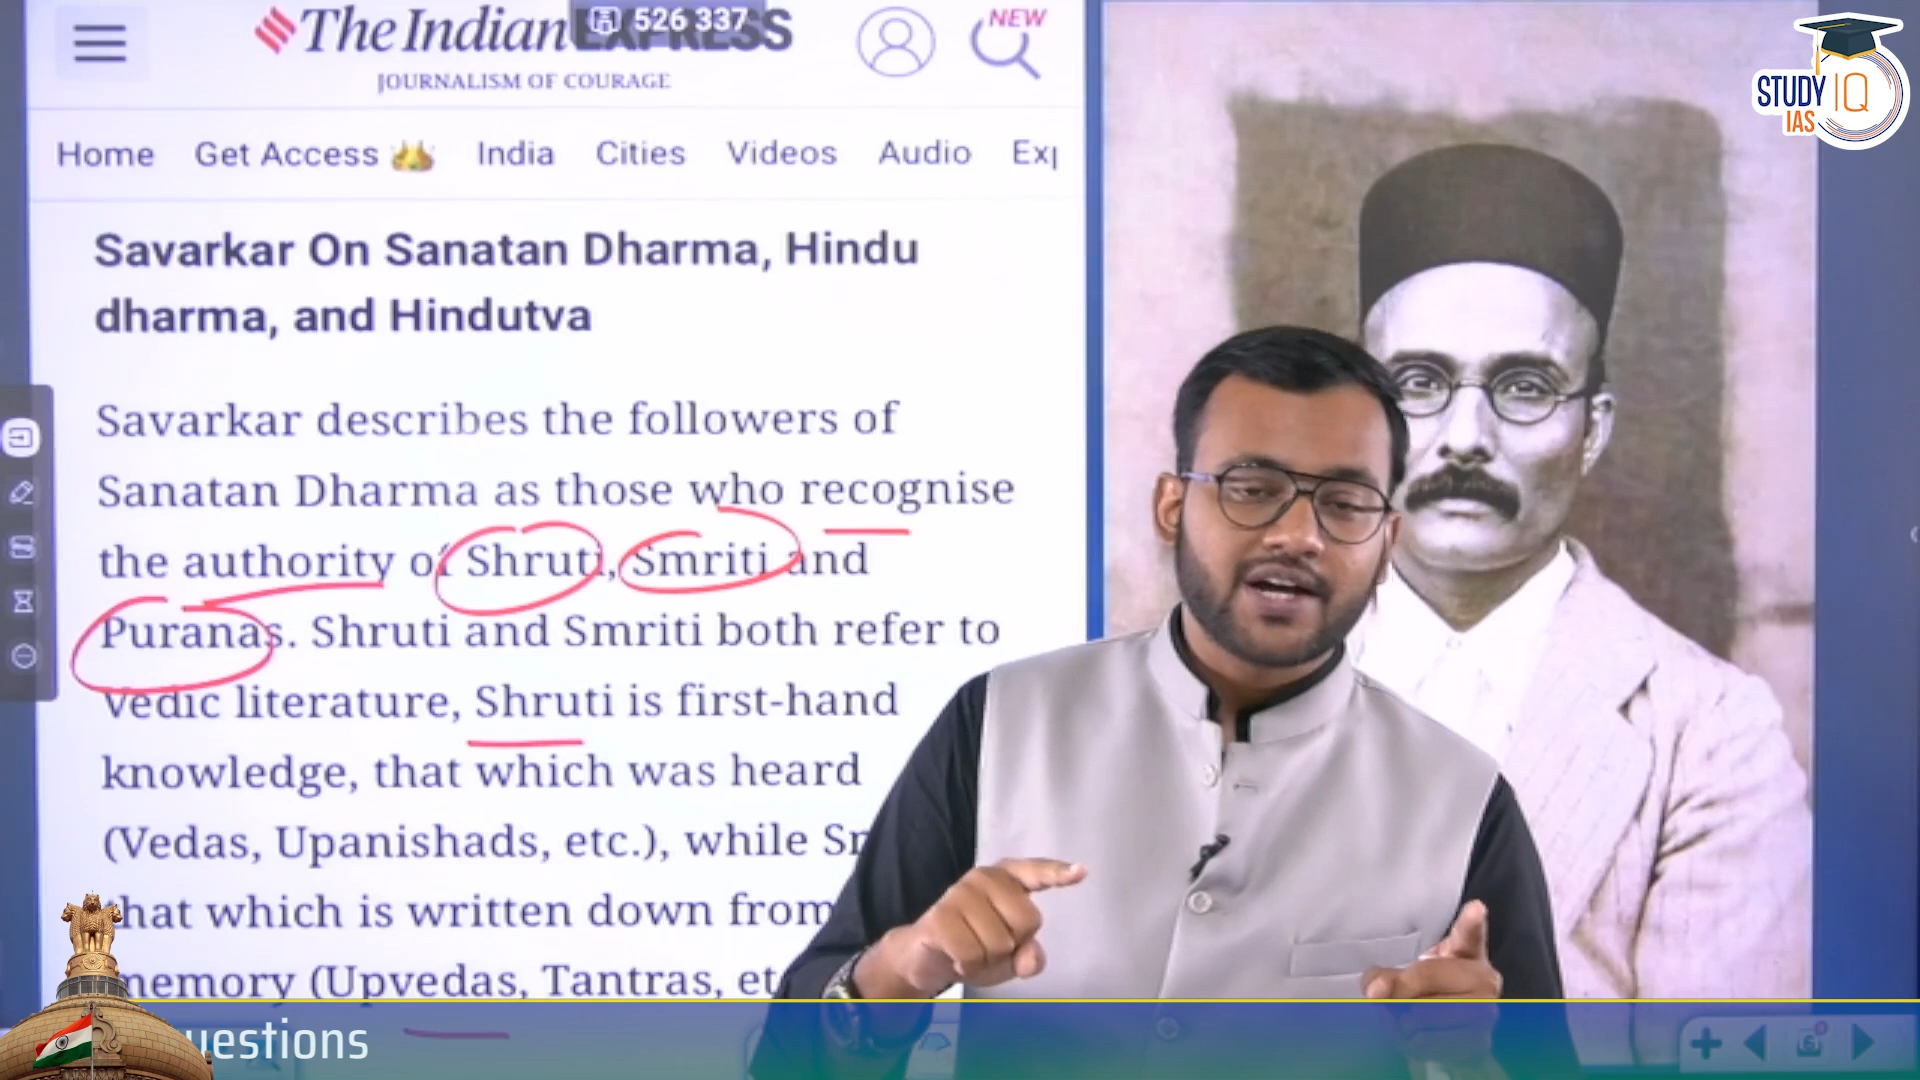 The Indian EXPRESS
526 337
NEW
JOURNALISM OF COURAGE
STUDY IQ
IAS
Home Get Access India Cities Videos Audio
Savarkar On Sanatan Dharma, Hindu
dharma, and Hindutva
Savarkar describes the followers of
Sanatan Dharma as those who recognise
the authority of Shruti, Smriti and
Puranas. Shruti and Smriti both refer to
Vedic literature, Shruti is first-hand
knowledge, that which was heard
(Vedas, Upanishads, etc.), while
that which is written down from
memory (Upvedas, Tantras,
uestions